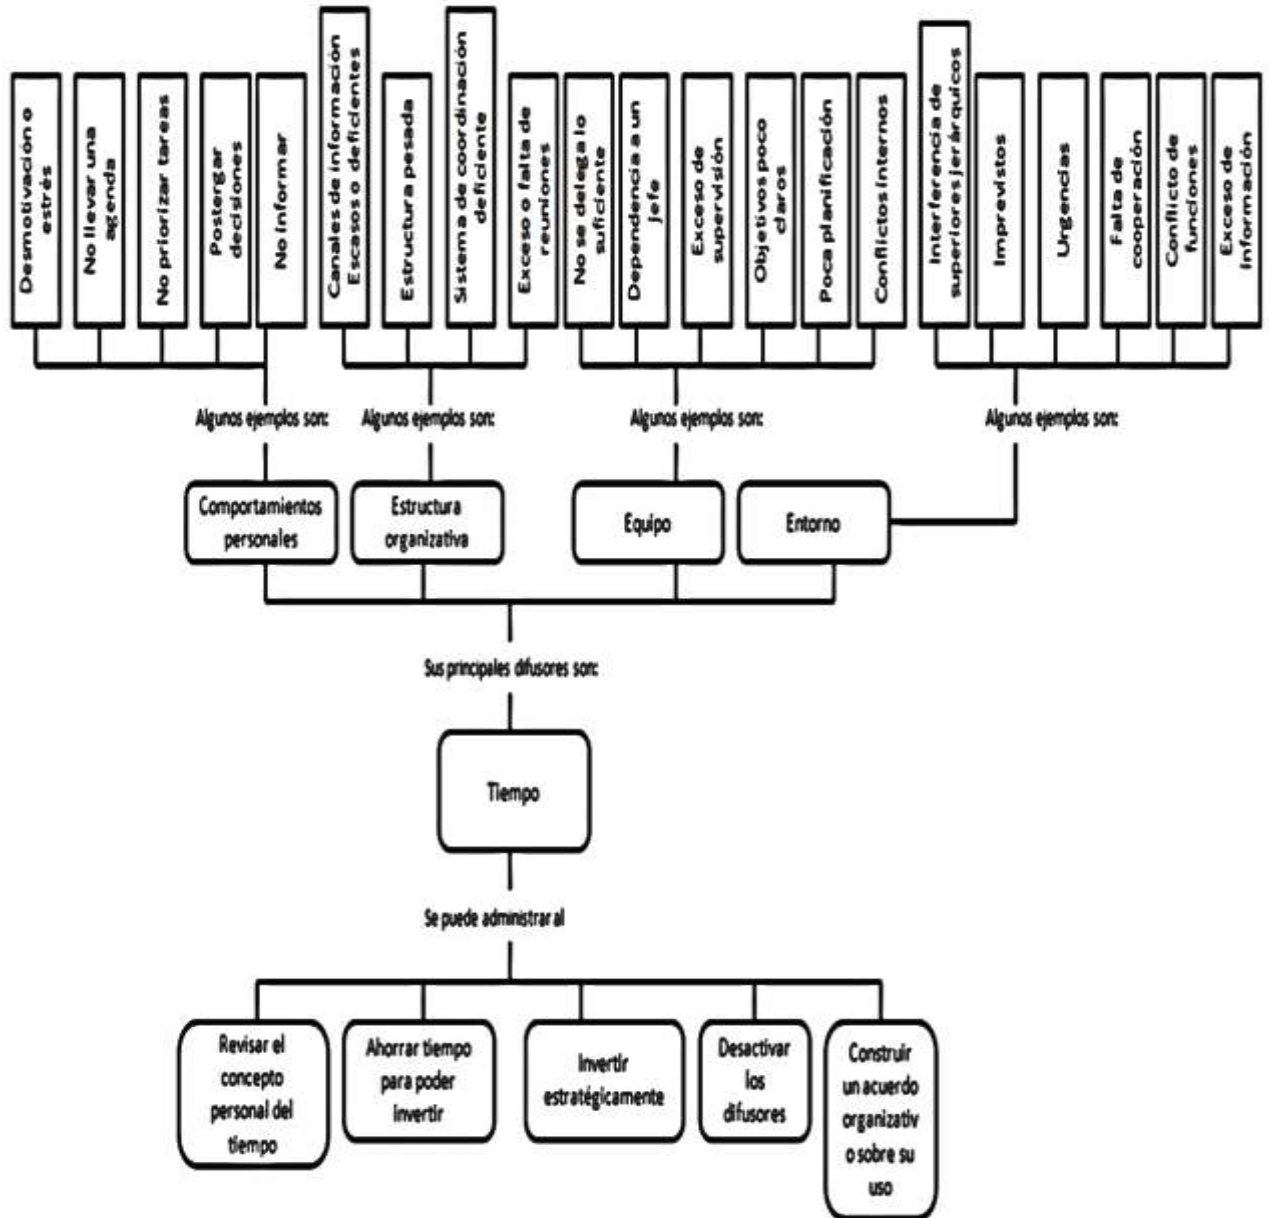 Desmotivación o
estrés
No llevar una
agenda
No priorizar tareas
Postergar
decisiones
No informar
Canales de información
Escasos o deficientes
Estructura pesada
Sistema de coordinación
deficiente
Exceso o falta de
reuniones
No se delega lo
suficiente
Dependencia a un
jefe
Exceso de
supervisión
Objetivos poco
claros
Poca planificación
Conflictos internos
Interferencia de
superiores jerárquicos
Imprevistos
Urgencias
Falta de
cooperación
Conflicto de
funciones
Exceso de
información
Algunos ejemplos son:
Algunos ejemplos son:
Algunos ejemplos son:
Algunos ejemplos son:
Comportamientos
personales
Estructura
organizativa
Equipo
Entorno
Sus principales difusores son:
Tiempo
Se puede administrar al
Revisar el
concepto
personal del
tiempo
Ahorrar tiempo
para poder
invertir
Invertir
estratégicamente
Desactivar
los
difusores
Construir
un acuerdo
organizativ
o sobre su
uso